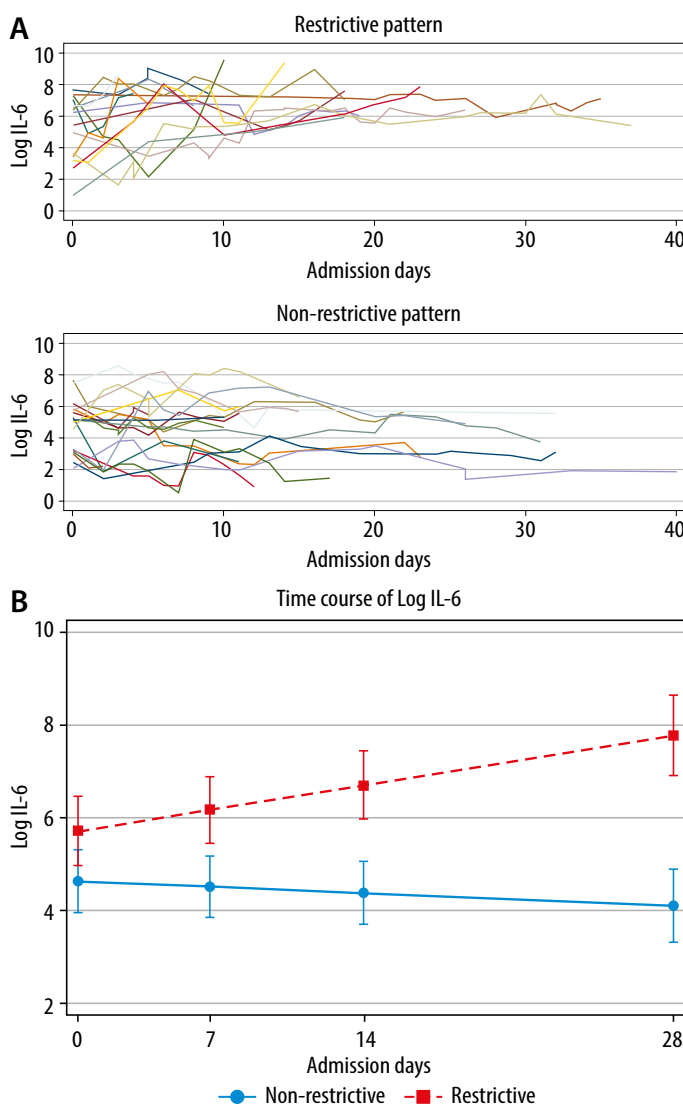 A
Restrictive pattern
10
8
6
4
2
0
Log IL-6
0 10 20 30 40
Admission days
Non-restrictive pattern
10
8
6
4
2
0
Log IL-6
0 10 20 30 40
Admission days
B
Time course of Log IL-6
10
8
6
4
2
Log IL-6
0 7 14 28
Admission days
Non-restrictive Restrictive